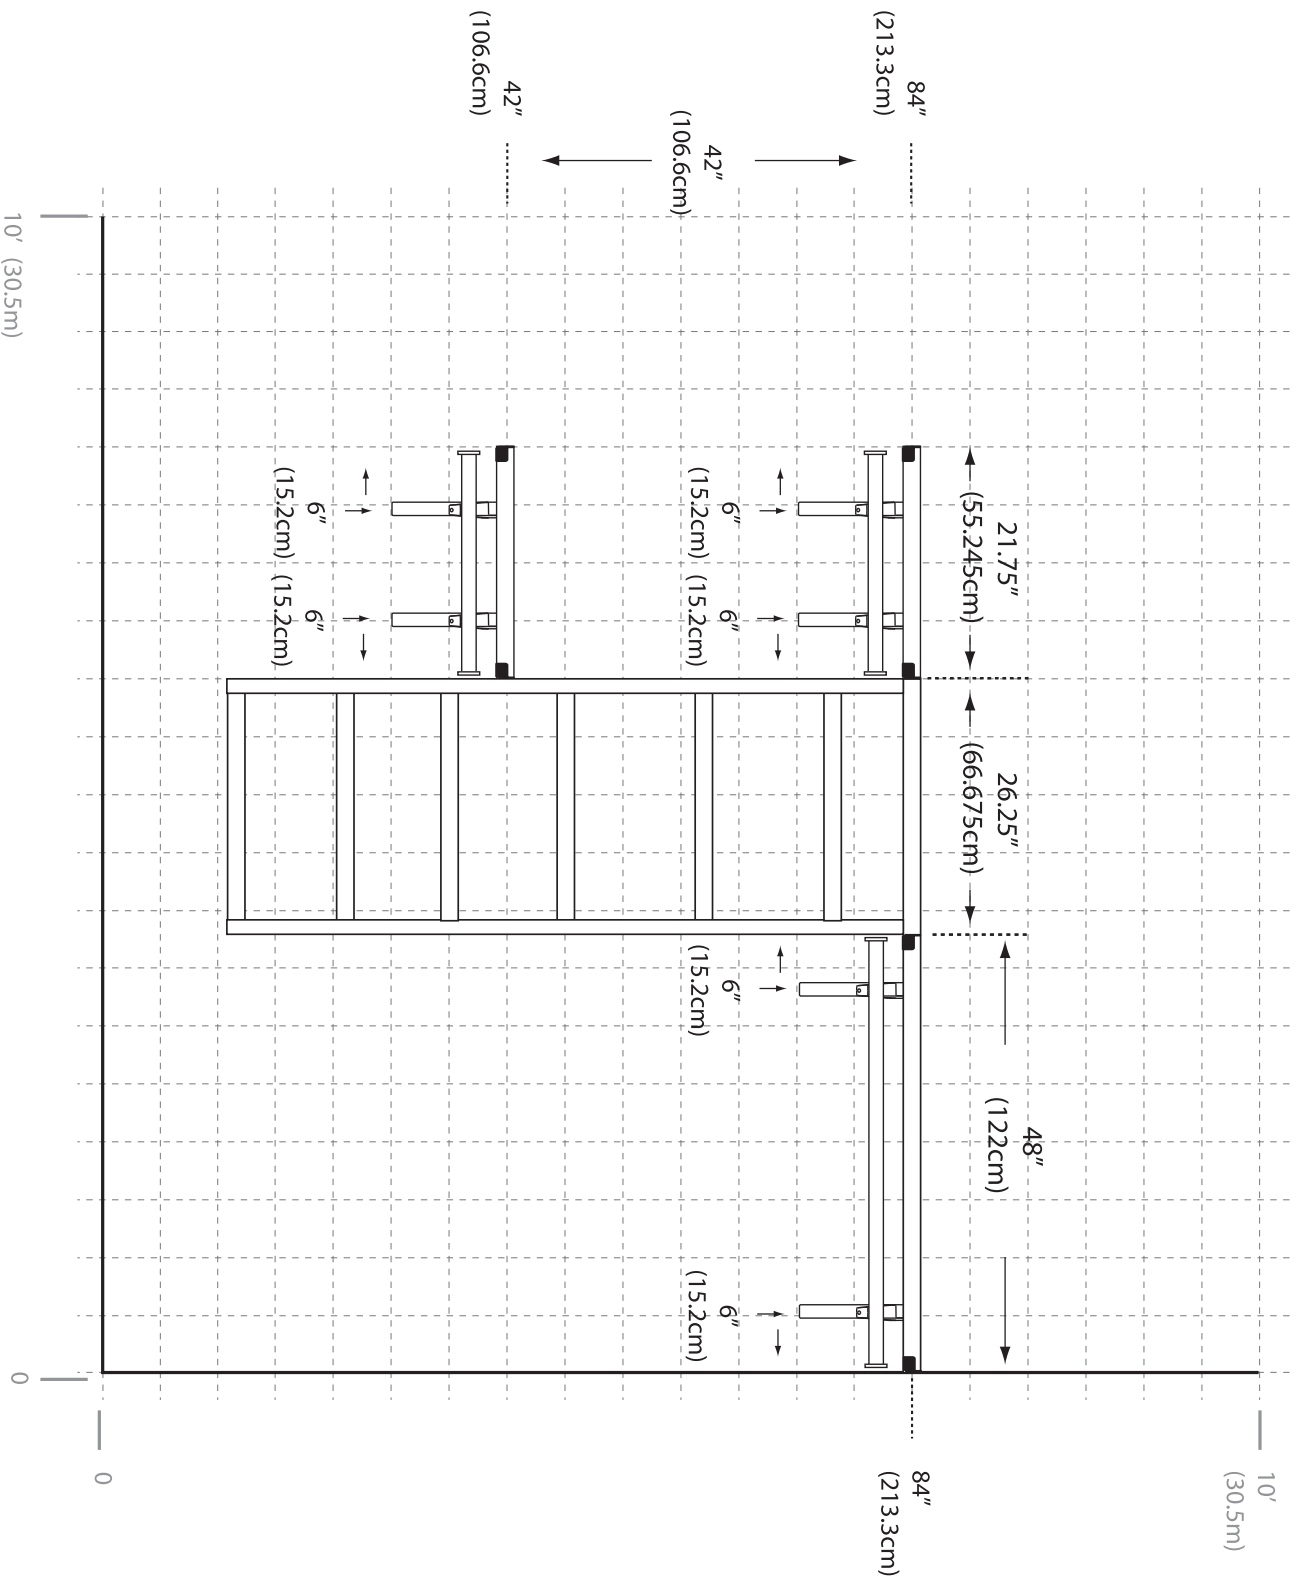 10′
(30.5m)
48″
(122cm)
21.75″
(55.245cm)
26.25″
(66.675cm)
84″
(213.3cm)
84″
(213.3cm)
42″
(106.6cm)
6″
(15.2cm)
6″
(15.2cm)
6″
(15.2cm)
6″
(15.2cm)
42″
(106.6cm)
6″
(15.2cm)
6″
(15.2cm)
0
10′ (30.5m)
0